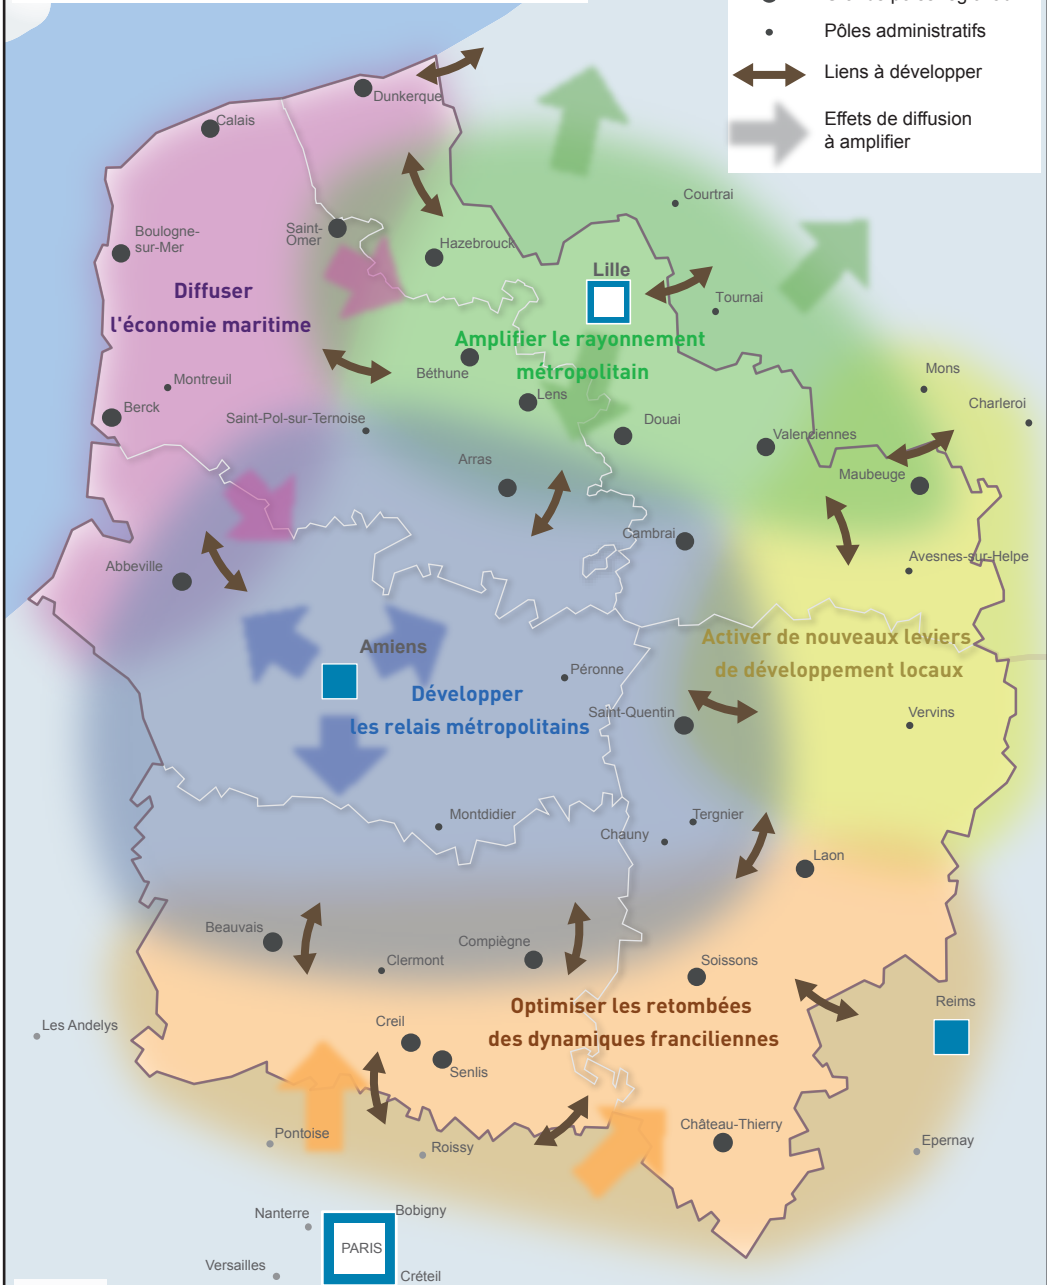 Pôles administratifs
Liens à développer
Effets de diffusion
à amplifier
Dunkerque
Calais
Courtrai
Saint-
Omer
Boulogne-
sur-Mer
Hazebrouck
Lille
Diffuser
l'économie maritime
Tournai
Amplifier le rayonnement
métropolitain
Béthune
Mons
Montreuil
Lens
Charleroi
Berck
Saint-Pol-sur-Ternoise
Douai
Valenciennes
Arras
Maubeuge
Cambrai
Avesnes-sur-Helpe
Abbeville
Amiens
Activer de nouveaux leviers
de développement locaux
Péronne
Développer
les relais métropolitains
Saint-Quentin
Vervins
Montdidier
Tergnier
Chauny
Laon
Beauvais
Compiègne
Clermont
Soissons
Optimiser les retombées
des dynamiques franciliennes
Reims
Les Andelys
Creil
Senlis
Château-Thierry
Pontoise
Roissy
Epernay
Nanterre
Bobigny
PARIS
Versailles
Créteil